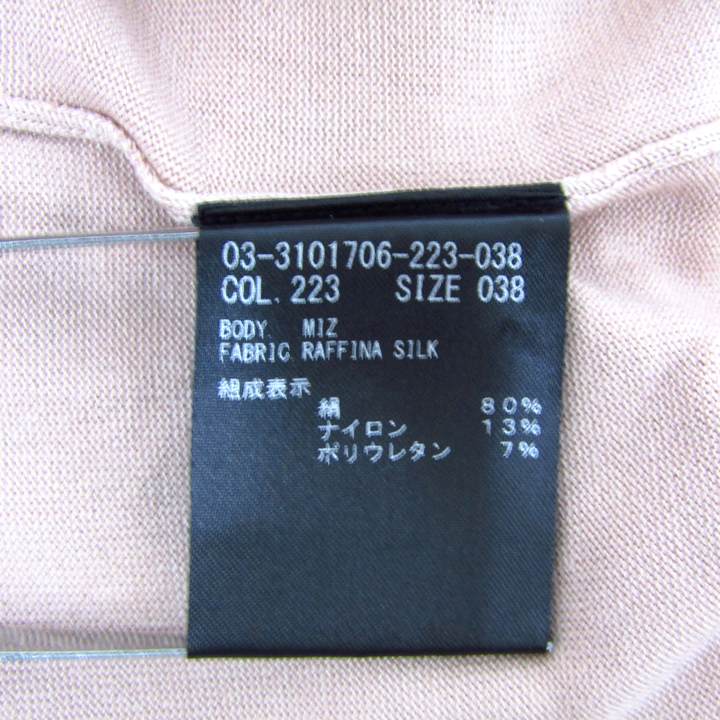 03-3101706-223-038
COL. 223 SIZE 038
BODY. MIZ
FABRIC RAFFINA SILK
組成表示
絹 80%
ナイロン 13%
ポリウレタン 7%